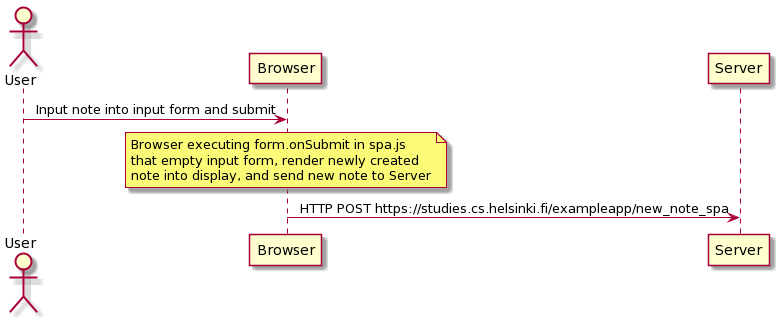 User
Browser
Server
Input note into input form and submit
Browser executing form.onSubmit in spa.js
that empty input form, render newly created
note into display, and send new note to Server
HTTP POST https://studies.cs.helsinki.fi/exampleapp/new_note_spa
User
Browser
Server